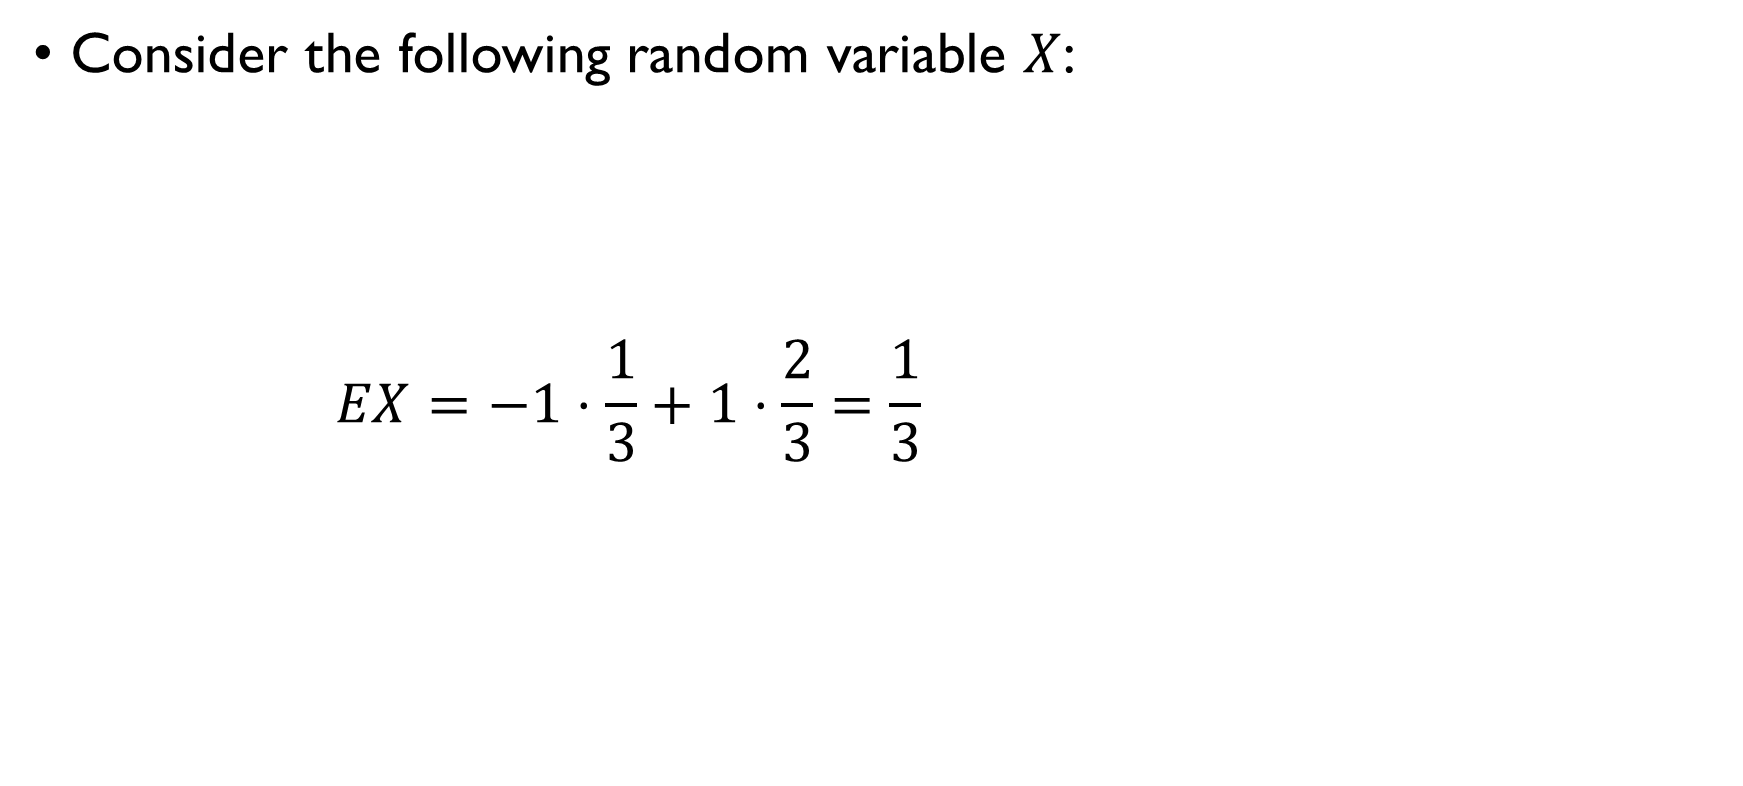 • Consider the following random variable X:
EX = −1 · 1/3 + 1 · 2/3 = 1/3